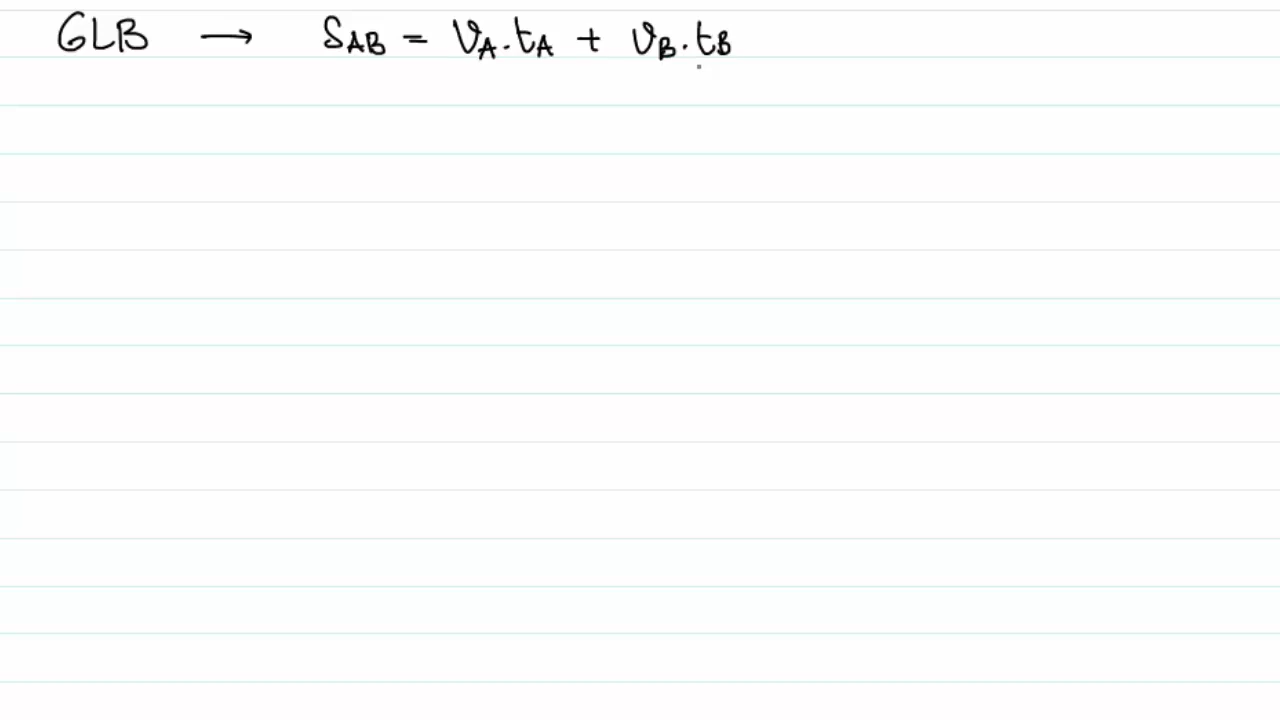 GLB → S_AB = v_A . t_A + v_B . t_B